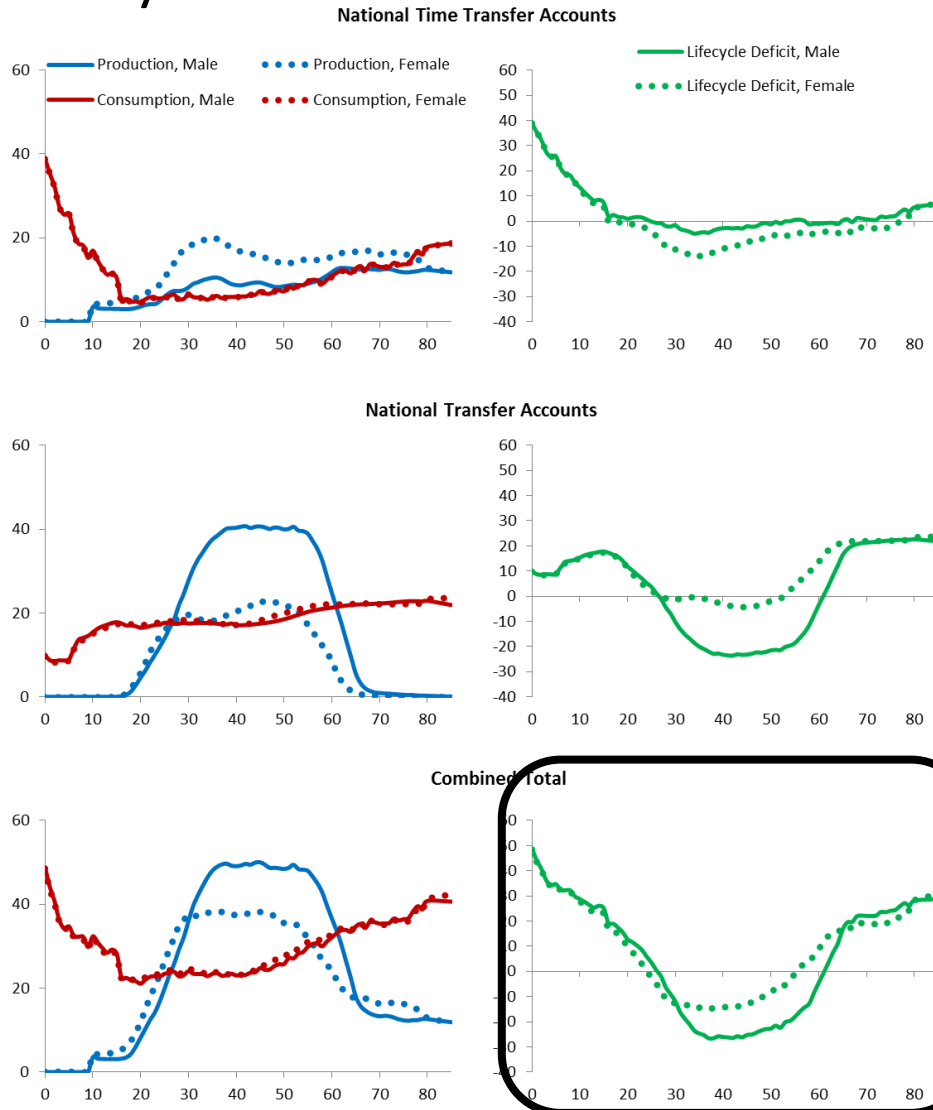 National Time Transfer Accounts
Production, Male
Production, Female
Consumption, Male
Consumption, Female
60
40
20
0
0 10 20 30 40 50 60 70 80
Lifecycle Deficit, Male
Lifecycle Deficit, Female
60
50
40
30
20
10
0
-10
-20
-30
-40
0 10 20 30 40 50 60 70 80
National Transfer Accounts
60
40
20
0
0 10 20 30 40 50 60 70 80
60
50
40
30
20
10
0
-10
-20
-30
-40
0 10 20 30 40 50 60 70 80
Combined Total
60
40
20
0
0 10 20 30 40 50 60 70 80
0 10 20 30 40 50 60 70 80